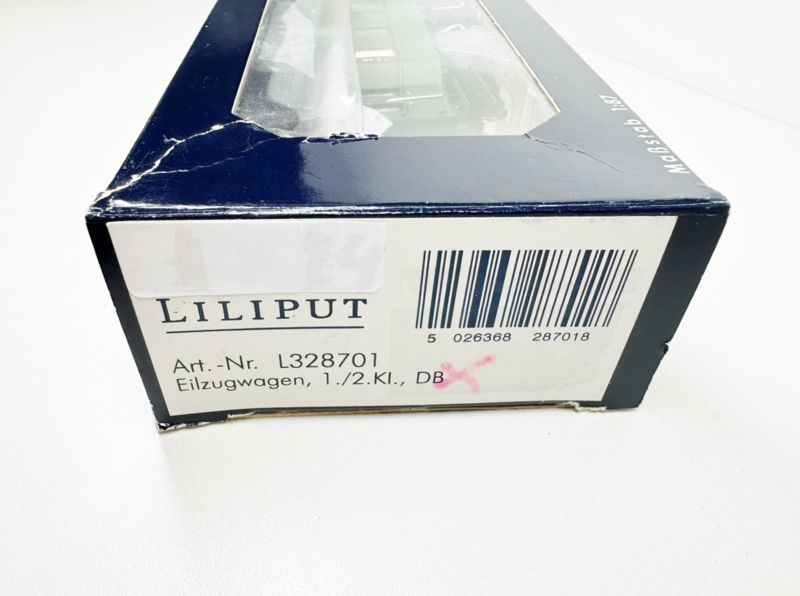 Maßstab 1:87
LILIPUT
5 026368 287018
Art.-Nr. L328701
Eilzugwagen, 1./2.Kl., DB